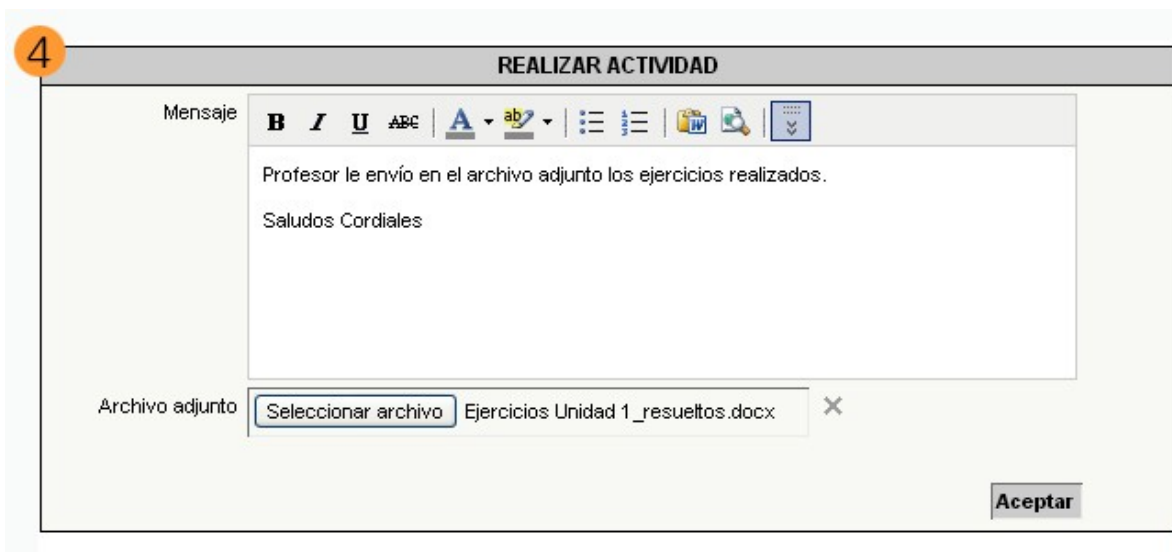 4
REALIZAR ACTIVIDAD
Mensaje
B I U ABC A ab
Profesor le envío en el archivo adjunto los ejercicios realizados.
Saludos Cordiales
Archivo adjunto Seleccionar archivo Ejercicios Unidad 1_resueltos.docx
Aceptar